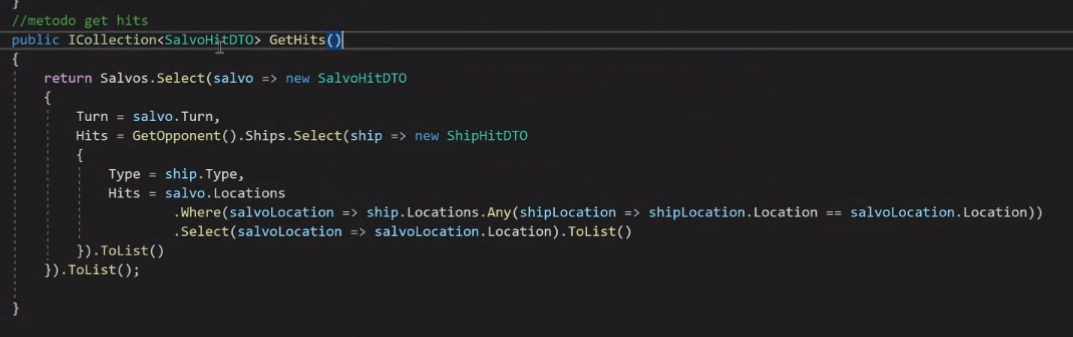 }
//metodo get hits
public ICollection<SalvoHitDTO> GetHits()
{
return Salvos.Select(salvo => new SalvoHitDTO
{
Turn = salvo.Turn,
Hits = GetOpponent().Ships.Select(ship => new ShipHitDTO
{
Type = ship.Type,
Hits = salvo.Locations
.Where(salvoLocation => ship.Locations.Any(shipLocation => shipLocation.Location == salvoLocation.Location))
.Select(salvoLocation => salvoLocation.Location).ToList()
}).ToList()
}).ToList();
}